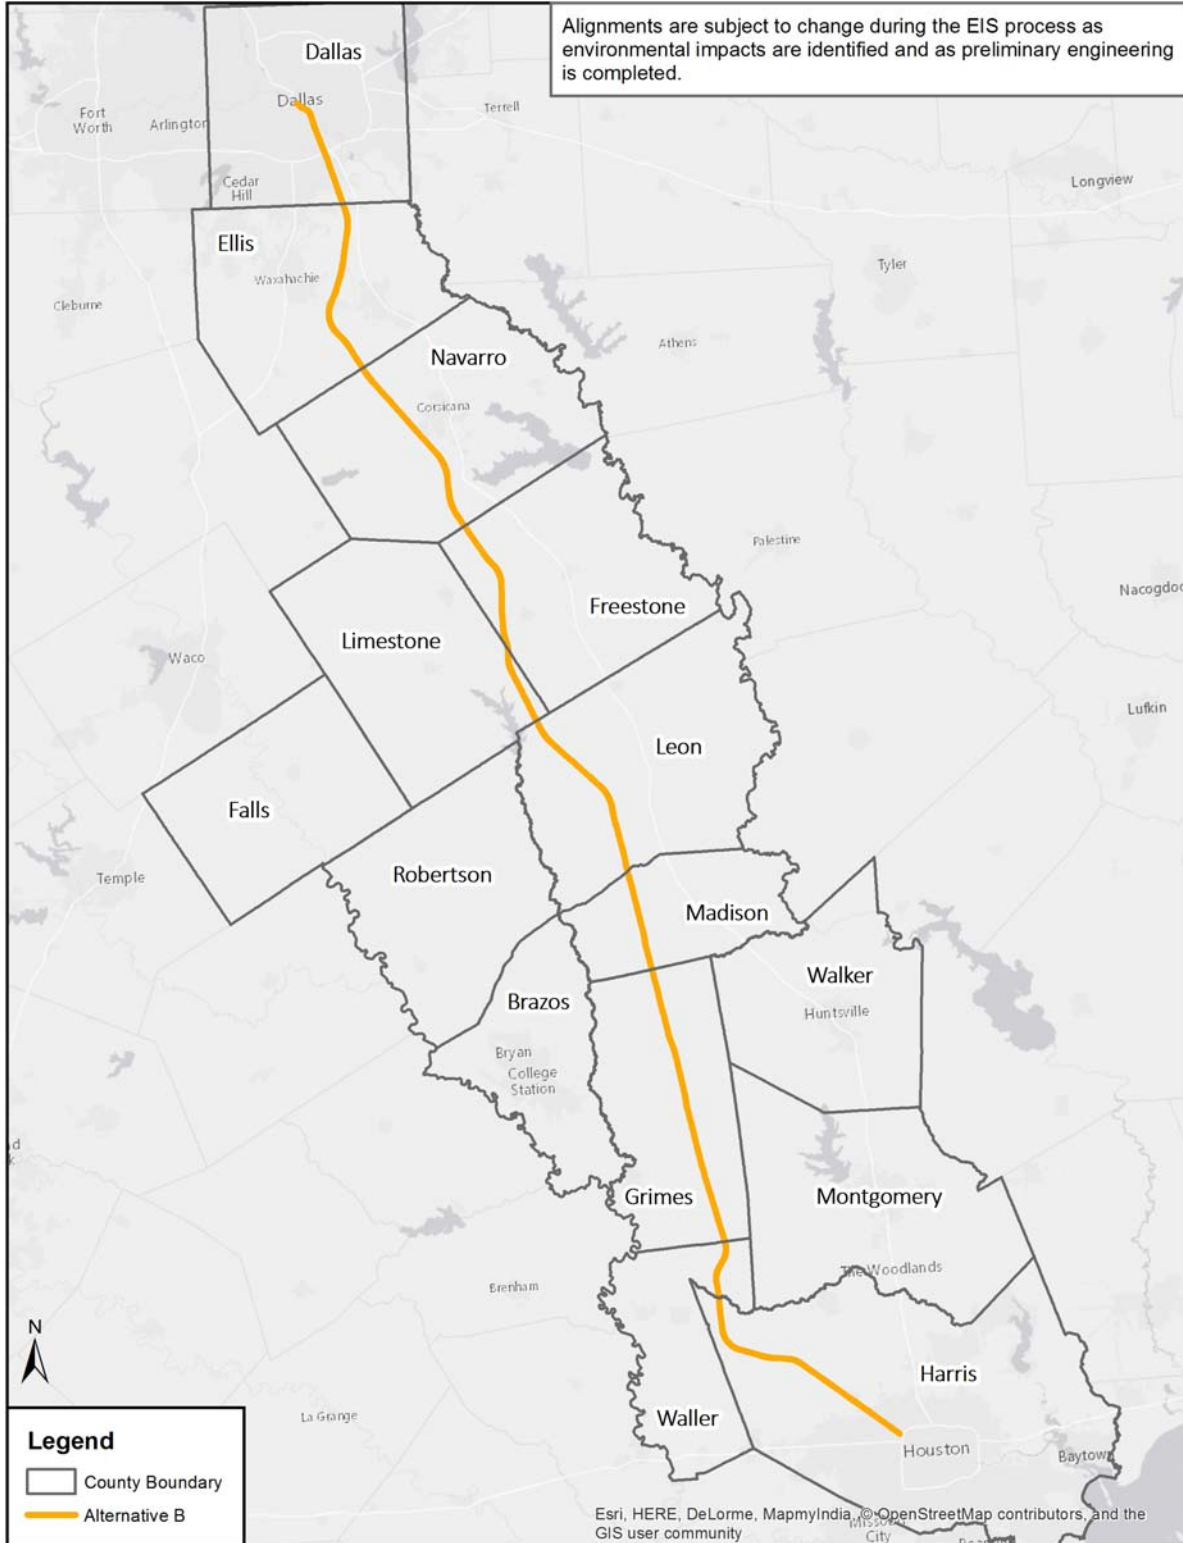 Alignments are subject to change during the EIS process as
environmental impacts are identified and as preliminary engineering
is completed.
Dallas
Dallas
Fort
Worth
Arlington
Terrell
Cedar
Hill
Longview
Ellis
Waxahachie
Tyler
Cleburne
Navarro
Athens
Corsicana
Palestine
Freestone
Nacogdoc
Limestone
Waco
Lufkin
Leon
Falls
Temple
Robertson
Madison
Walker
Brazos
Huntsville
Bryan
College
Station
Grimes
Montgomery
The Woodlands
Brenham
N
Harris
La Grange
Waller
Houston
Baytown
Legend
County Boundary
Alternative B
Esri, HERE, DeLorme, MapmyIndia, © OpenStreetMap contributors, and the
GIS user community
City